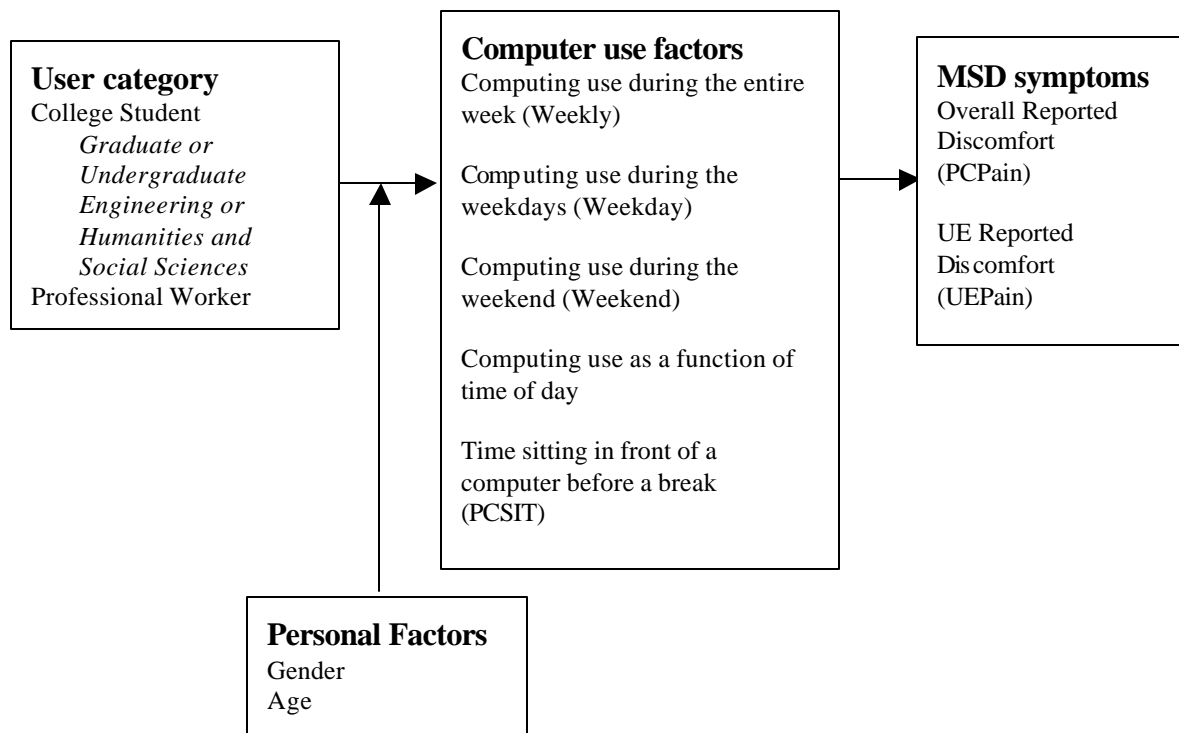 User category
College Student
Graduate or
Undergraduate
Engineering or
Humanities and
Social Sciences
Professional Worker
Computer use factors
Computing use during the entire
week (Weekly)
Computing use during the
weekdays (Weekday)
Computing use during the
weekend (Weekend)
Computing use as a function of
time of day
Time sitting in front of a
computer before a break
(PCSIT)
MSD symptoms
Overall Reported
Discomfort
(PCPain)
UE Reported
Discomfort
(UEPain)
Personal Factors
Gender
Age